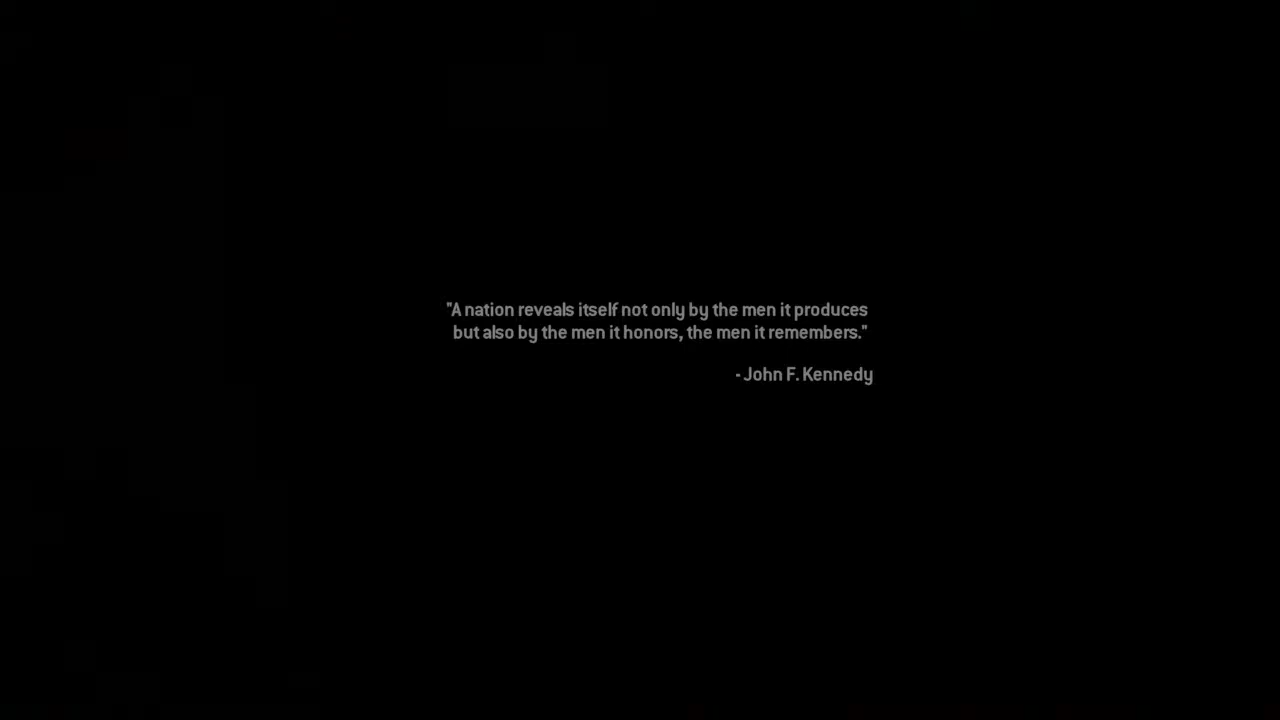 "A nation reveals itself not only by the men it produces
but also by the men it honors, the men it remembers."
- John F. Kennedy